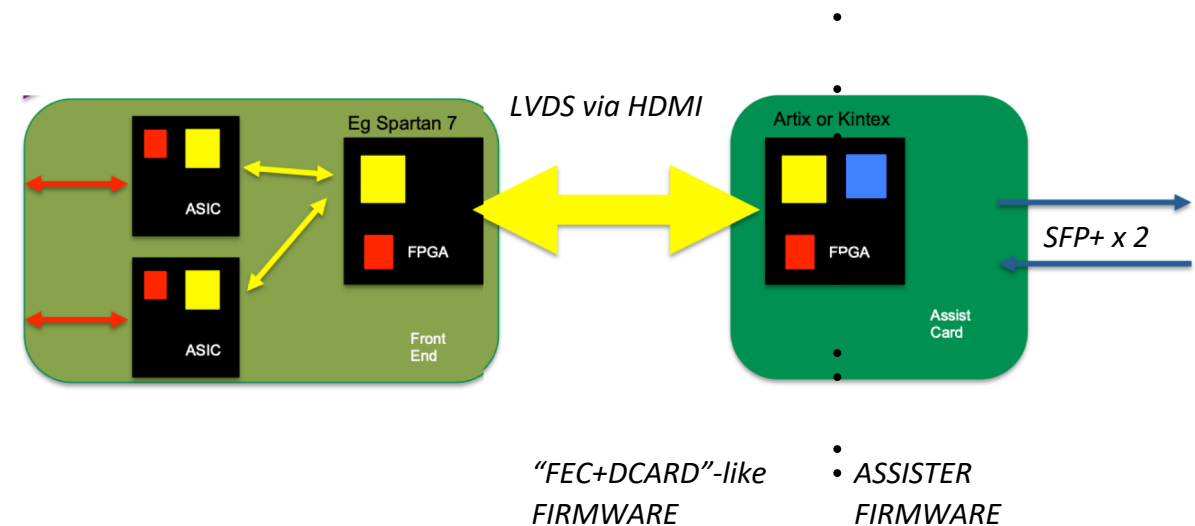 LVDS via HDMI
Eg Spartan 7
Artix or Kintex
ASIC
FPGA
FPGA
SFP+ x 2
ASIC
Front
End
Assist
Card
“FEC+DCARD”-like
FIRMWARE
• ASSISTER
FIRMWARE